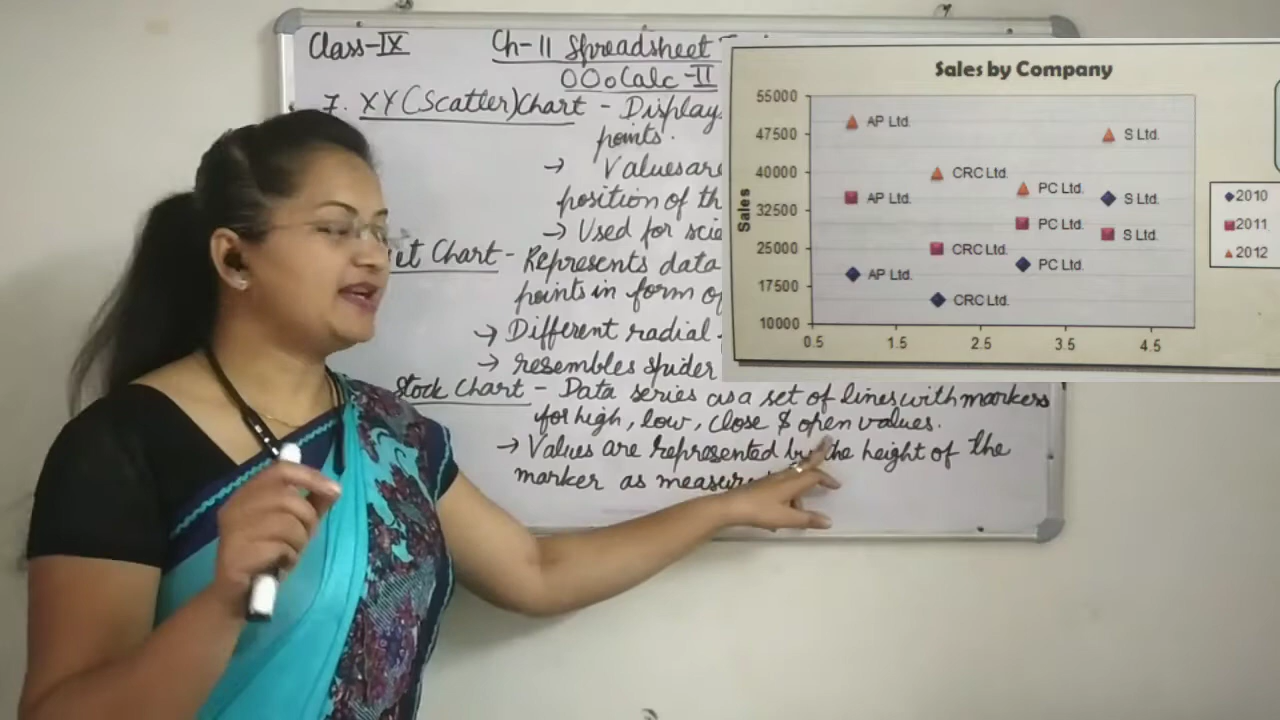 Class-IX
Ch-11 Spreadsheet
OOoCalc-II
7. XY(Scatter)Chart - Display
points.
→ Values are
position of th
→ Used for scie
et Chart - Represents data
points in form of
→ Different radial
→ resembles spider
Stock Chart - Data series as a set of lines with markers
for high, low, close & open values.
→ Values are represented by the height of the
marker as measure
Sales by Company
55000
47500
40000
32500
25000
17500
10000
Sales
0.5
1.5
2.5
3.5
4.5
AP Ltd.
S Ltd.
CRC Ltd.
PC Ltd.
AP Ltd.
S Ltd.
PC Ltd.
CRC Ltd.
S Ltd.
AP Ltd.
PC Ltd.
CRC Ltd.
2010
2011
2012